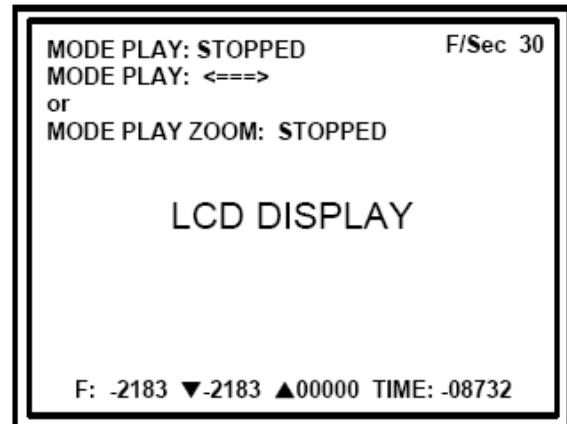 MODE PLAY: STOPPED F/Sec 30
MODE PLAY: <===>
or
MODE PLAY ZOOM: STOPPED
LCD DISPLAY
F: -2183 ▼-2183 ▲00000 TIME: -08732